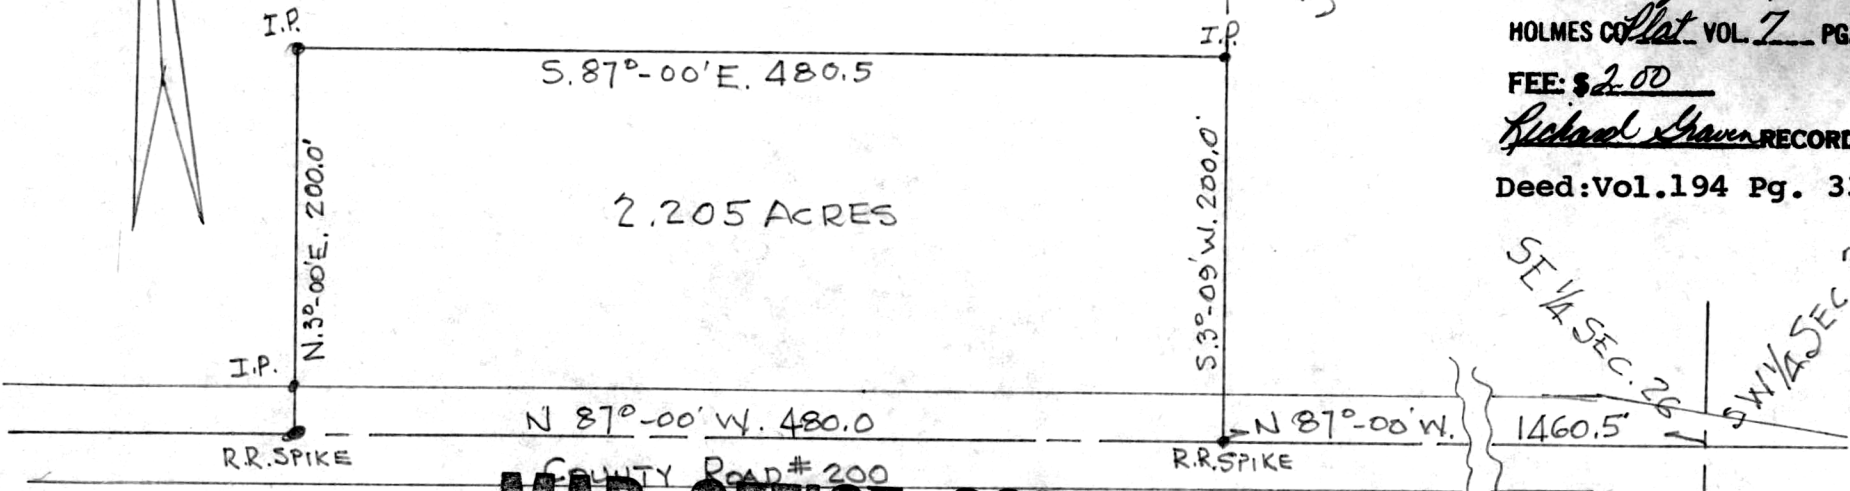 I.P.
I.P.
S. 87°-00' E. 480.5
N. 3°-00' E. 200.0'
2.205 ACRES
S. 3°-09' W. 200.0'
I.P.
N 87°-00' W. 480.0
N 87°-00' W. 1460.5'
R.R. SPIKE
R.R. SPIKE
COUNTY ROAD # 200
HOLMES CO Plat VOL. 7 PG
FEE: $ 2.00
Richard Graven RECORD
Deed:Vol.194 Pg. 33
SE 1/4 SEC. 26
SW 1/4 SEC